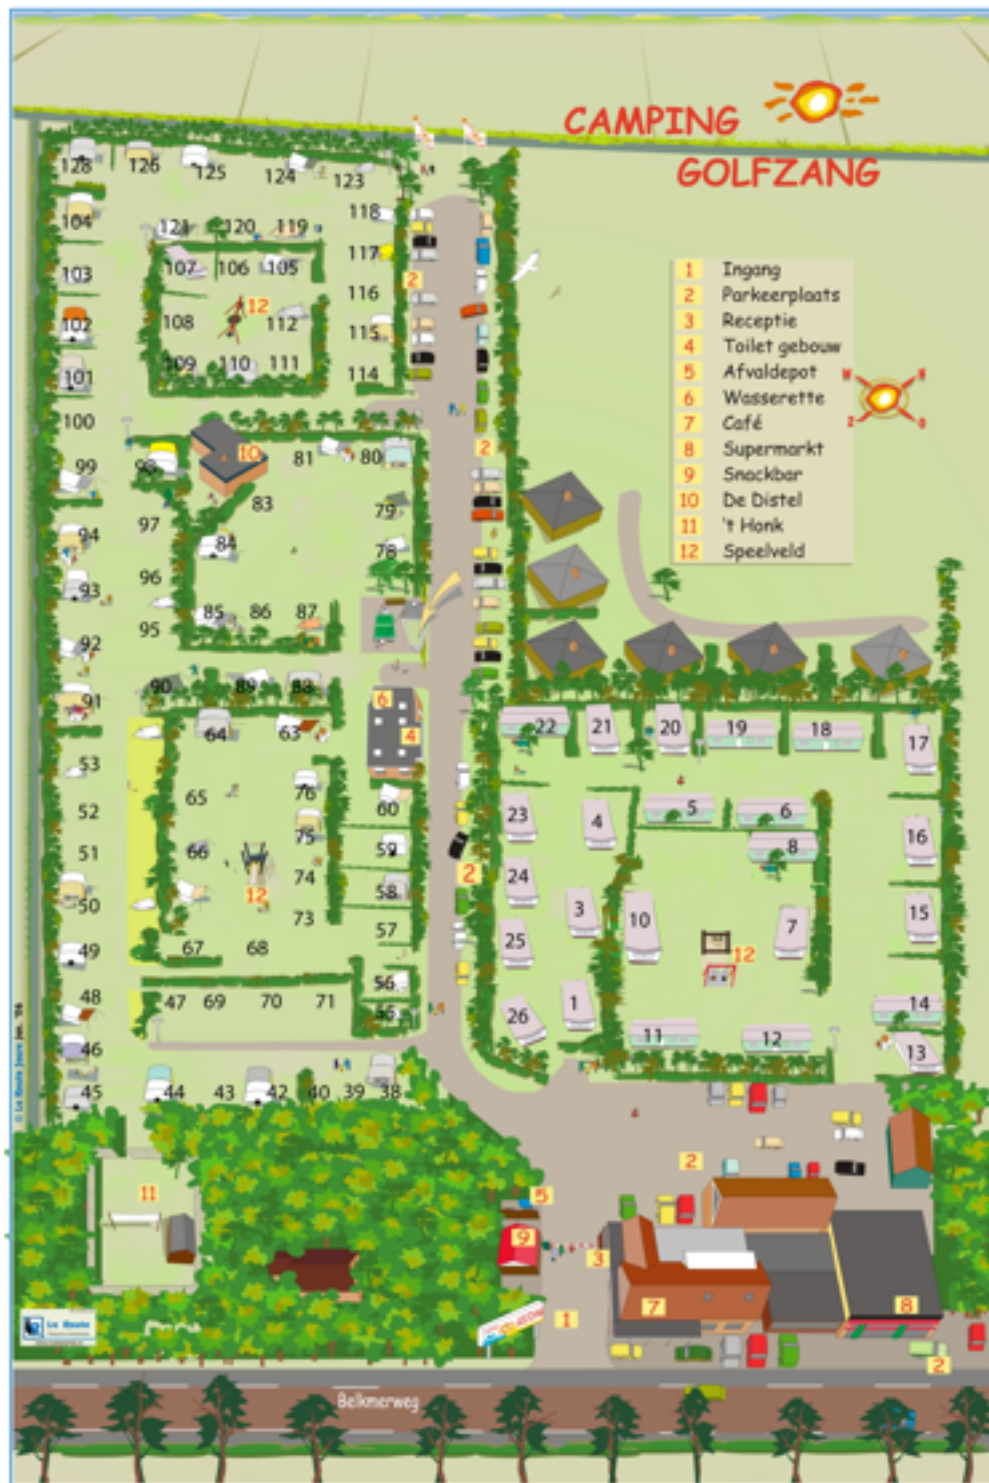 CAMPING
GOLFZANG
1 Ingang
2 Parkeerplaats
3 Receptie
4 Toilet gebouw
5 Afvaldepot
6 Wasserette
7 Café
8 Supermarkt
9 Snackbar
10 De Distel
11 't Honk
12 Speelveld
W N
Z O
128 126 125 124 123
104 121 120 119 118
107 106 105 117
103 12 2 116
102 108 112 115
101 109 110 111 114
100
99 98 10 81 80 2
83 79
94 97 84 78
93 96
95 85 86 87
92
91 90 89 88
6
64 63 4
22 21 20 19 18 17
53
52 65 76 60
5 6
51 66 75 59
23 4 8 16
50 12 74 58 2
24
67 68 73 57
25 3 10 7 15
49 12
48 47 69 70 71 56
55
26 1 14
46 11 12 13
45 44 43 42 40 39 38
2
11
5
9 3
7 8
1
2
La Route
Belkmerweg